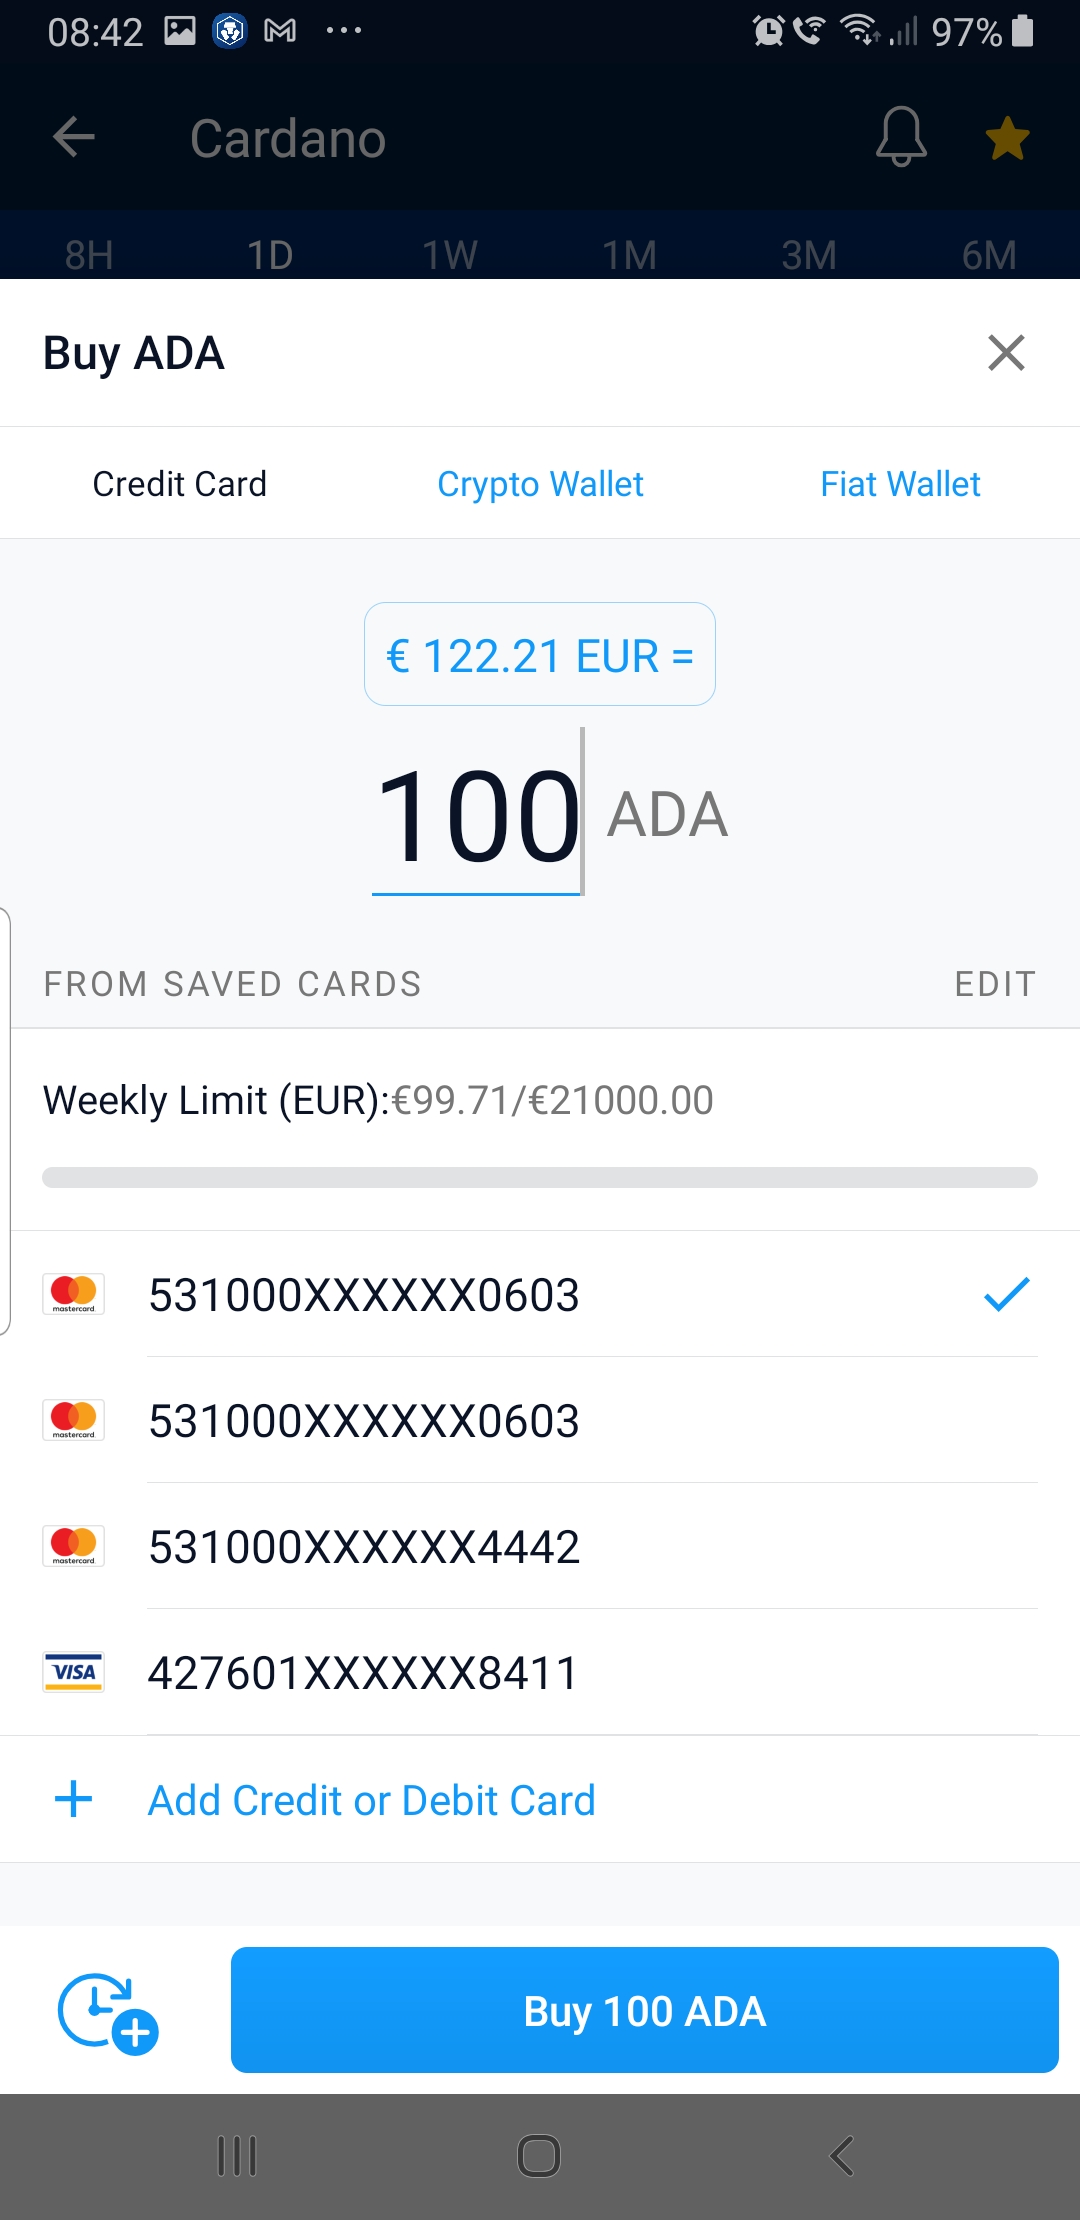 08:42 97%
Cardano
8H 1D 1W 1M 3M 6M
Buy ADA
Credit Card Crypto Wallet Fiat Wallet
€ 122.21 EUR =
100 ADA
FROM SAVED CARDS EDIT
Weekly Limit (EUR):€99.71/€21000.00
mastercard 531000XXXXXX0603
mastercard 531000XXXXXX0603
mastercard 531000XXXXXX4442
VISA 427601XXXXXX8411
+ Add Credit or Debit Card
Buy 100 ADA